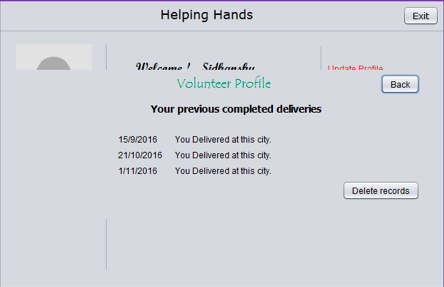 Helping Hands
Exit
Welcome ! Sidhanshu
Update Profile
Volunteer Profile
Back
Your previous completed deliveries
15/9/2016 You Delivered at this city.
21/10/2016 You Delivered at this city.
1/11/2016 You Delivered at this city.
Delete records